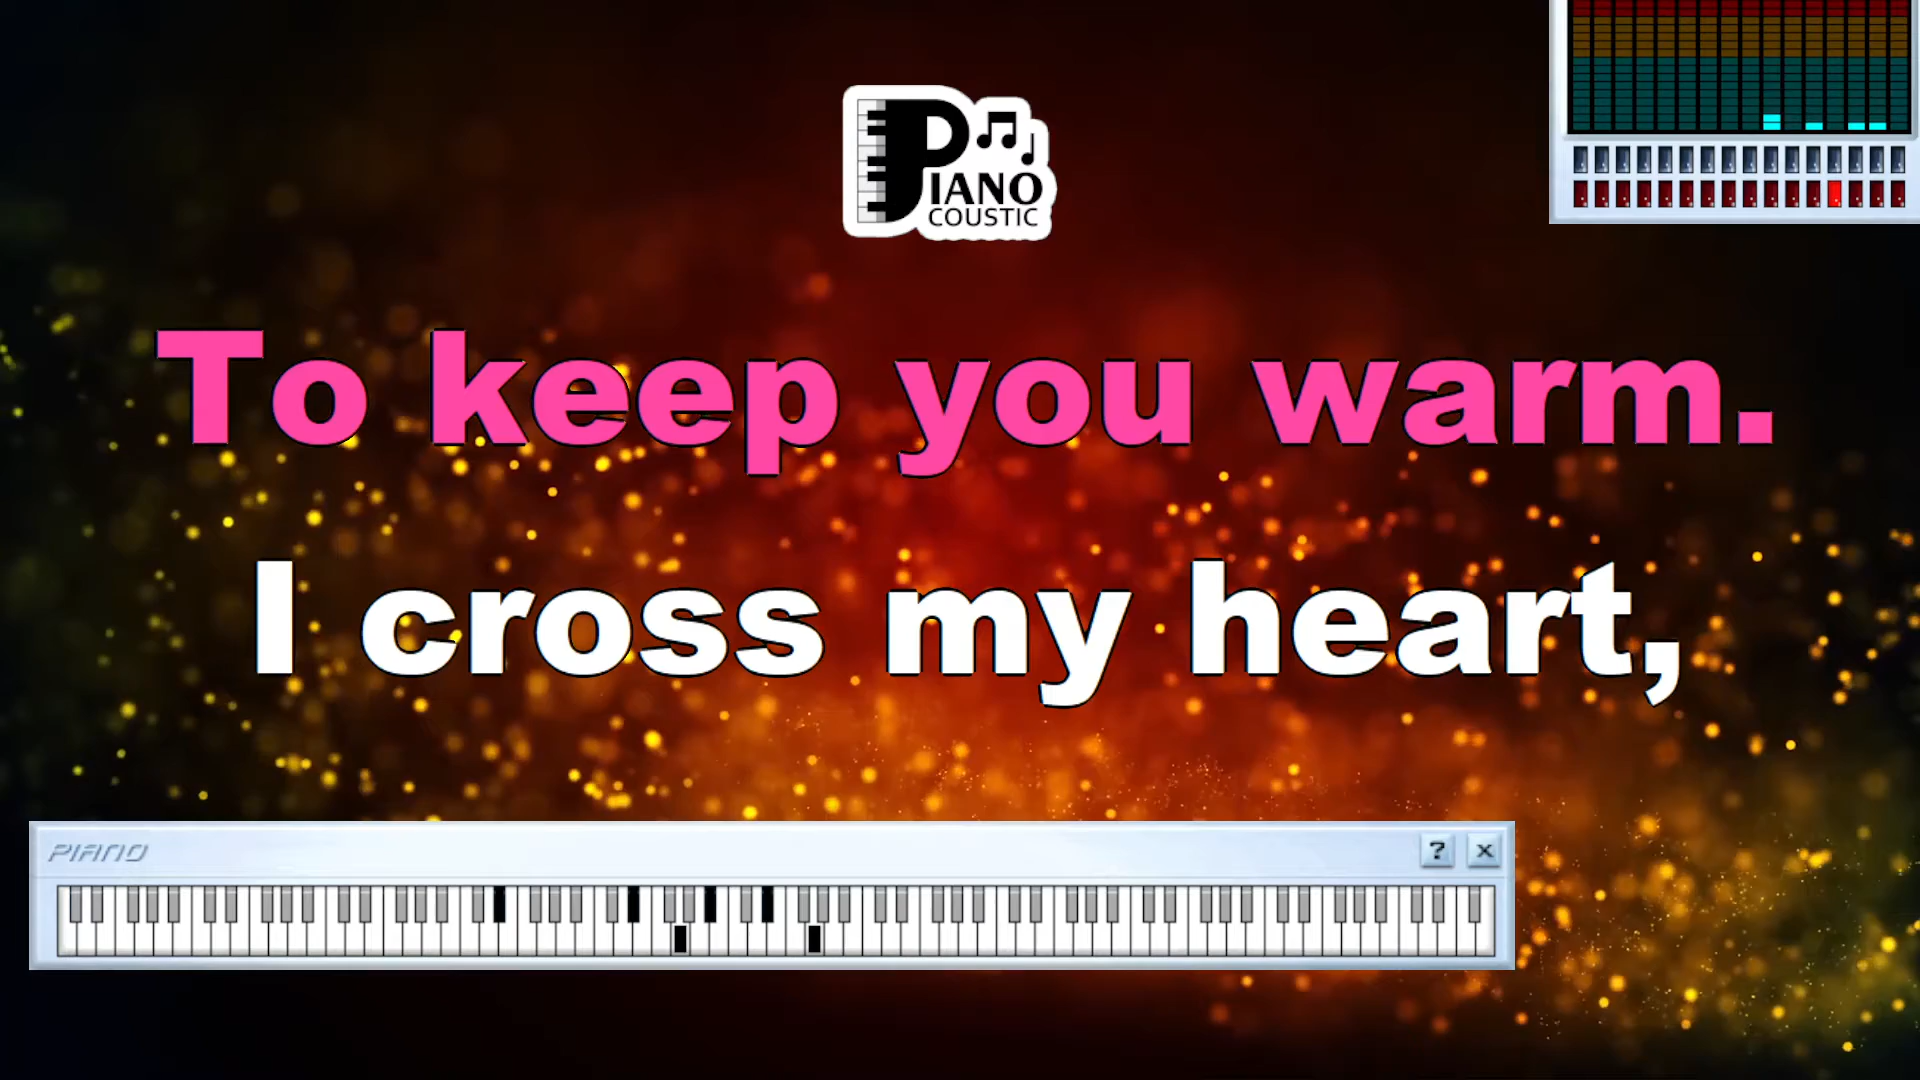 PIANO
COUSTIC
To keep you warm.
I cross my heart,
PIANO
? X